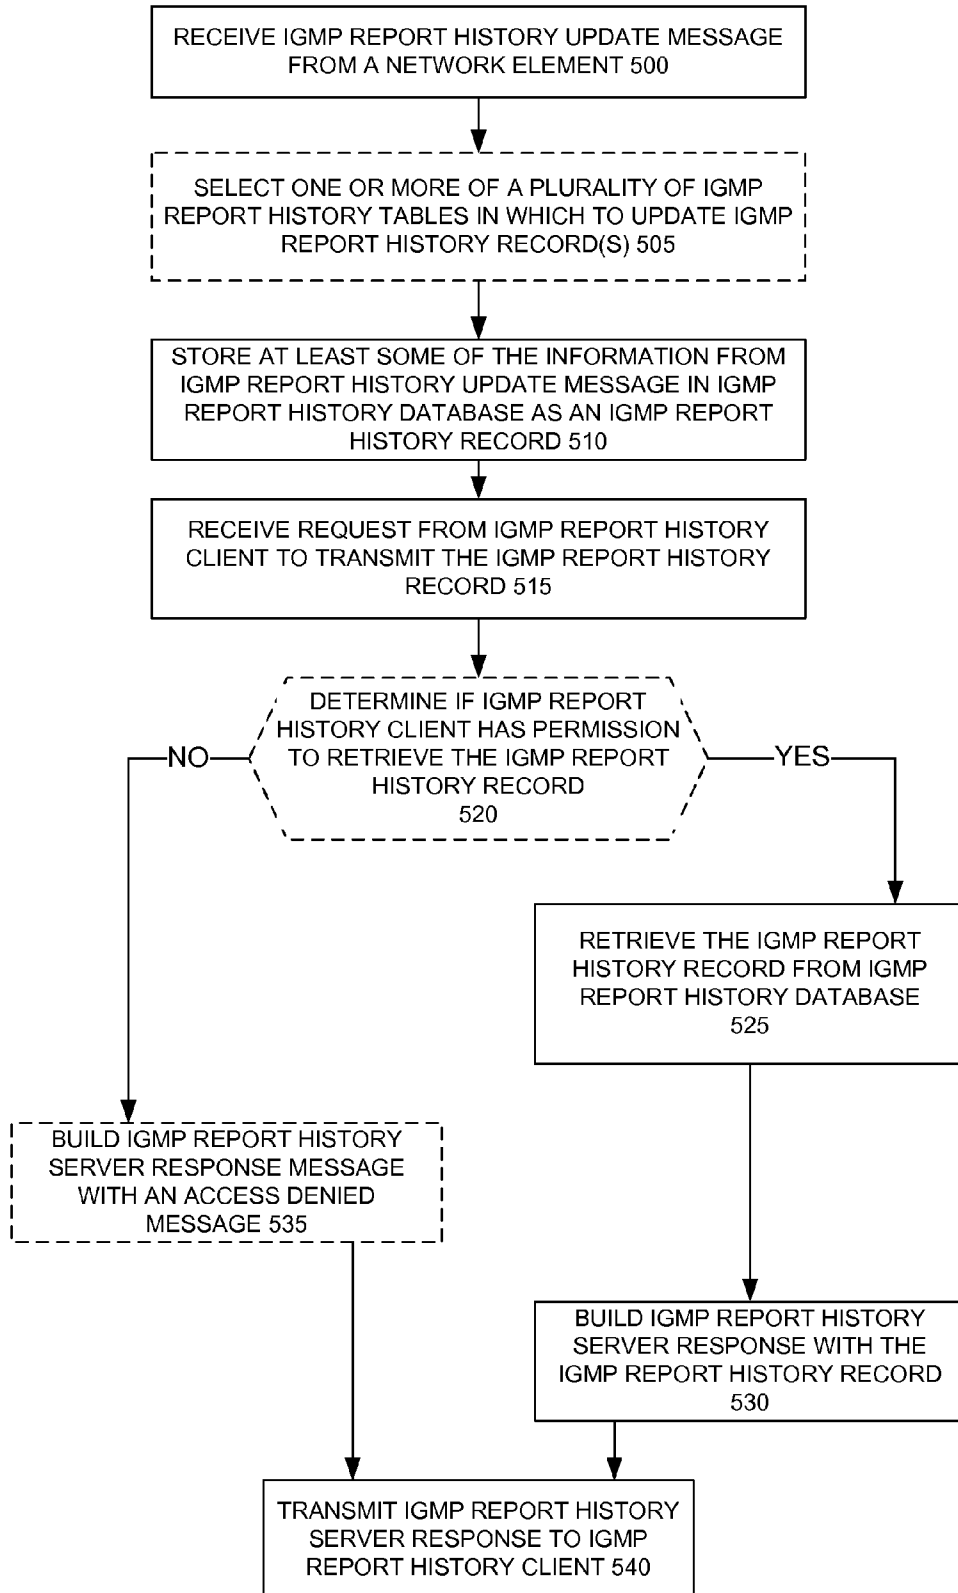 RECEIVE IGMP REPORT HISTORY UPDATE MESSAGE
FROM A NETWORK ELEMENT 500
SELECT ONE OR MORE OF A PLURALITY OF IGMP
REPORT HISTORY TABLES IN WHICH TO UPDATE IGMP
REPORT HISTORY RECORD(S) 505
STORE AT LEAST SOME OF THE INFORMATION FROM
IGMP REPORT HISTORY UPDATE MESSAGE IN IGMP
REPORT HISTORY DATABASE AS AN IGMP REPORT
HISTORY RECORD 510
RECEIVE REQUEST FROM IGMP REPORT HISTORY
CLIENT TO TRANSMIT THE IGMP REPORT HISTORY
RECORD 515
DETERMINE IF IGMP REPORT
HISTORY CLIENT HAS PERMISSION
TO RETRIEVE THE IGMP REPORT
HISTORY RECORD
520
NO
YES
RETRIEVE THE IGMP REPORT
HISTORY RECORD FROM IGMP
REPORT HISTORY DATABASE
525
BUILD IGMP REPORT HISTORY
SERVER RESPONSE MESSAGE
WITH AN ACCESS DENIED
MESSAGE 535
BUILD IGMP REPORT HISTORY
SERVER RESPONSE WITH THE
IGMP REPORT HISTORY RECORD
530
TRANSMIT IGMP REPORT HISTORY
SERVER RESPONSE TO IGMP
REPORT HISTORY CLIENT 540